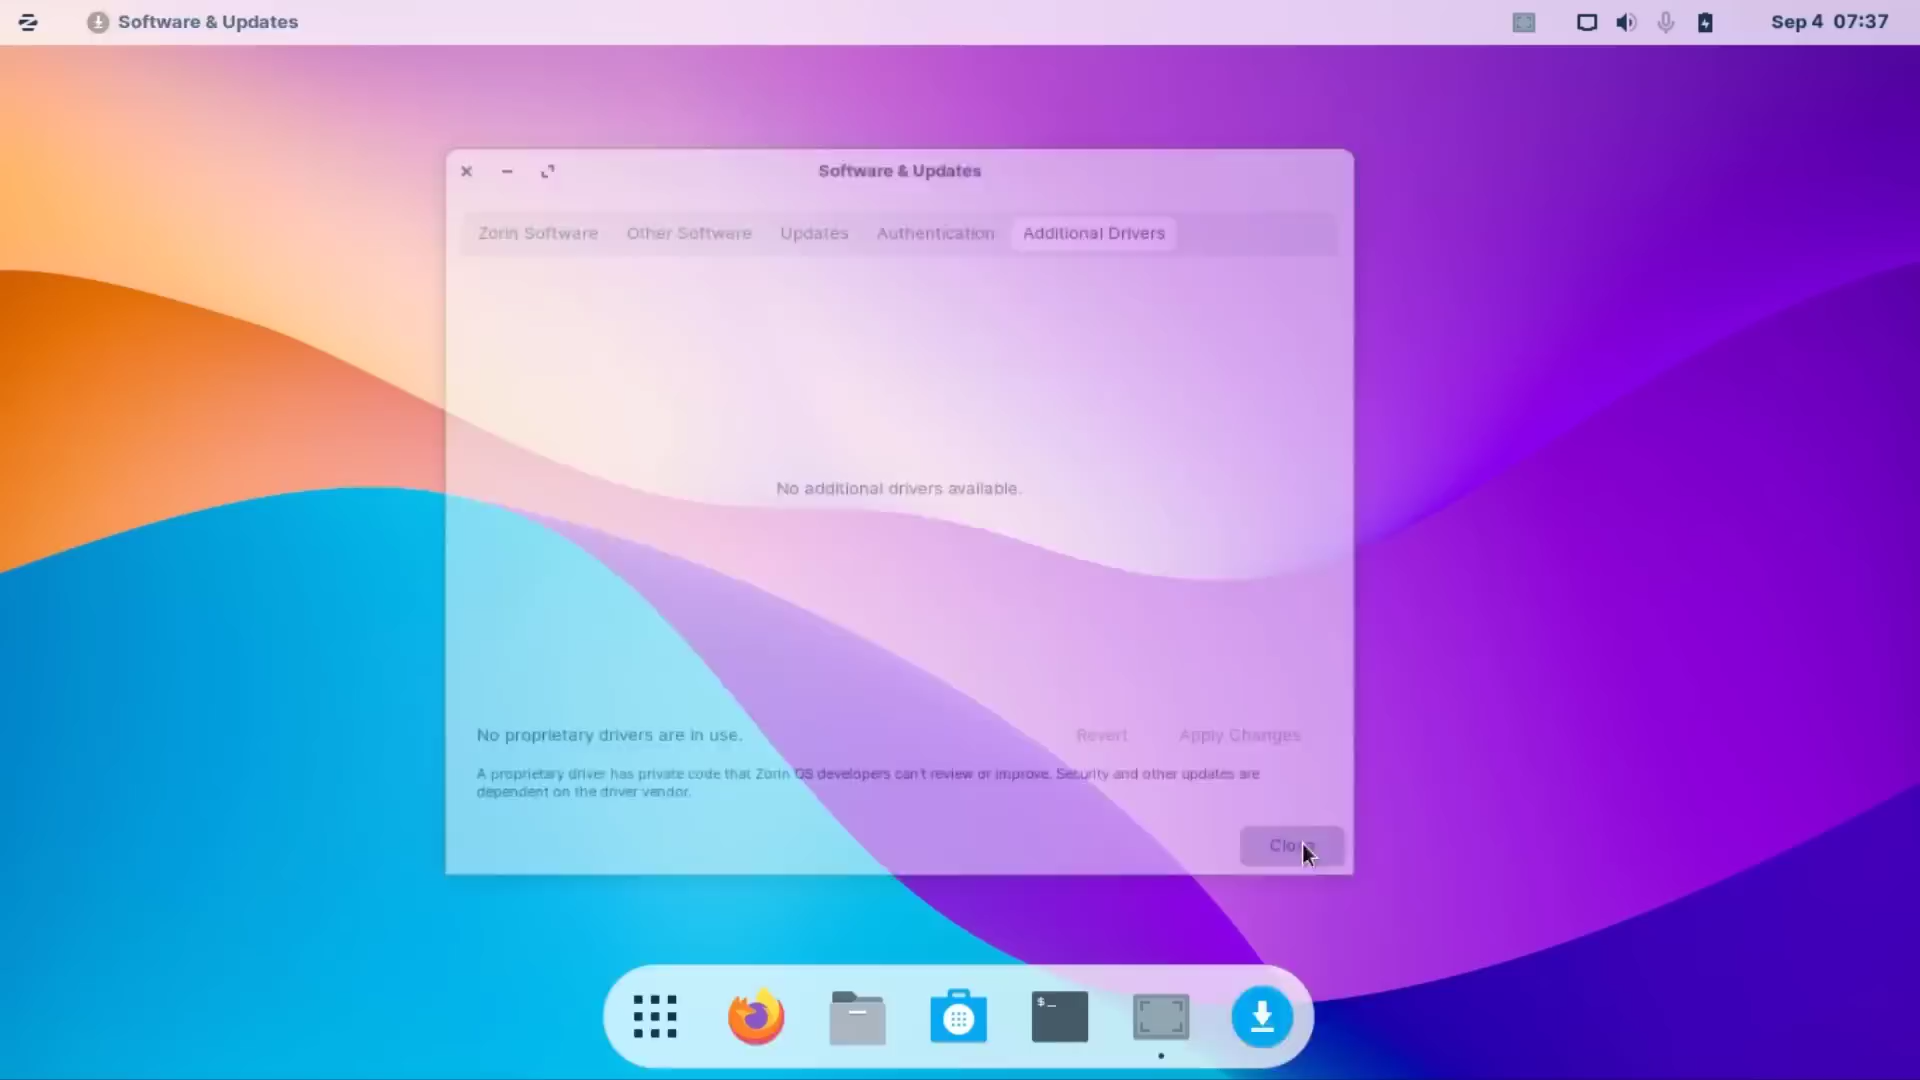 Software & Updates
Sep 4 07:37
Software & Updates
Zorin Software Other Software Updates Authentication Additional Drivers
No additional drivers available.
No proprietary drivers are in use. Revert Apply Changes
A proprietary driver has private code that Zorin OS developers can't review or improve. Security and other updates are
dependent on the driver vendor.
Close
$_